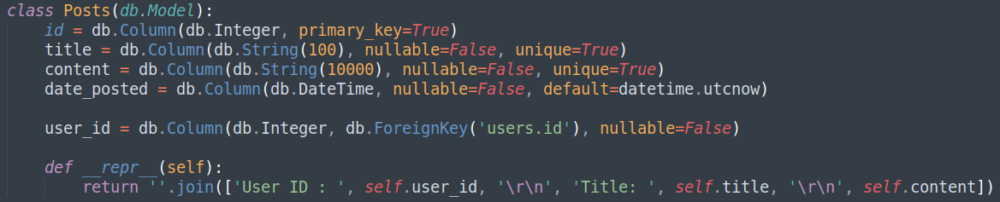 class Posts(db.Model):
    id = db.Column(db.Integer, primary_key=True)
    title = db.Column(db.String(100), nullable=False, unique=True)
    content = db.Column(db.String(10000), nullable=False, unique=True)
    date_posted = db.Column(db.DateTime, nullable=False, default=datetime.utcnow)

    user_id = db.Column(db.Integer, db.ForeignKey('users.id'), nullable=False)

    def __repr__(self):
        return ''.join(['User ID : ', self.user_id, '\r\n', 'Title: ', self.title, '\r\n', self.content])